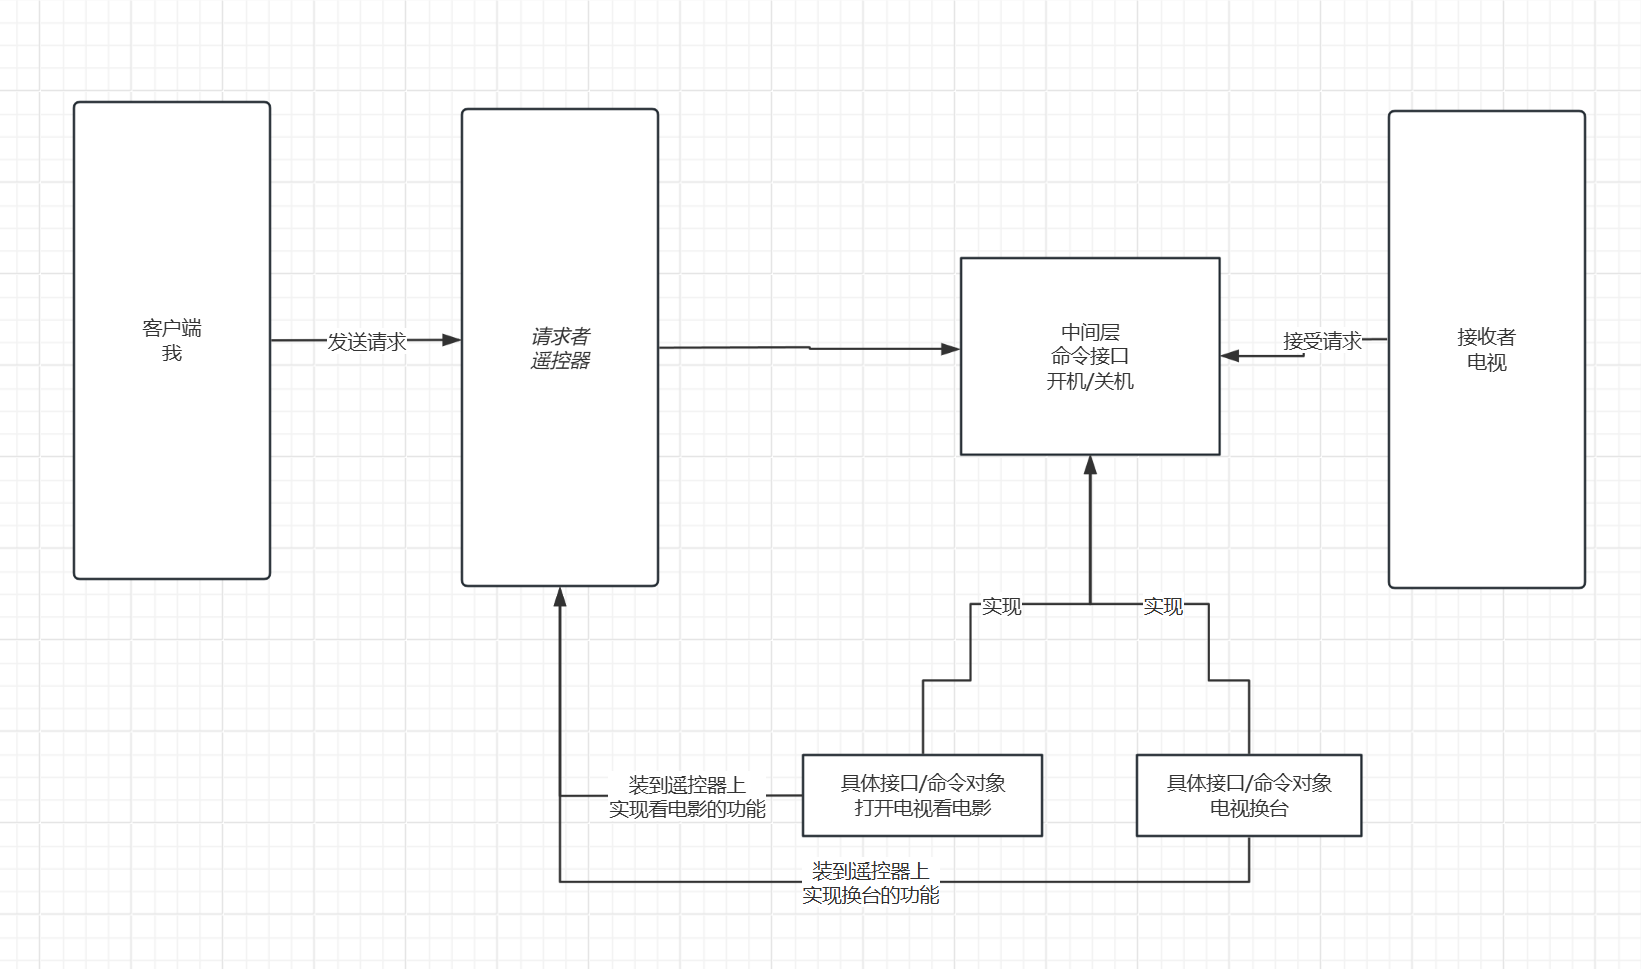 客户端
我
发送请求
请求者
遥控器
中间层
命令接口
开机/关机
接受请求
接收者
电视
实现
实现
装到遥控器上
实现看电影的功能
具体接口/命令对象
打开电视看电影
具体接口/命令对象
电视换台
装到遥控器上
实现换台的功能